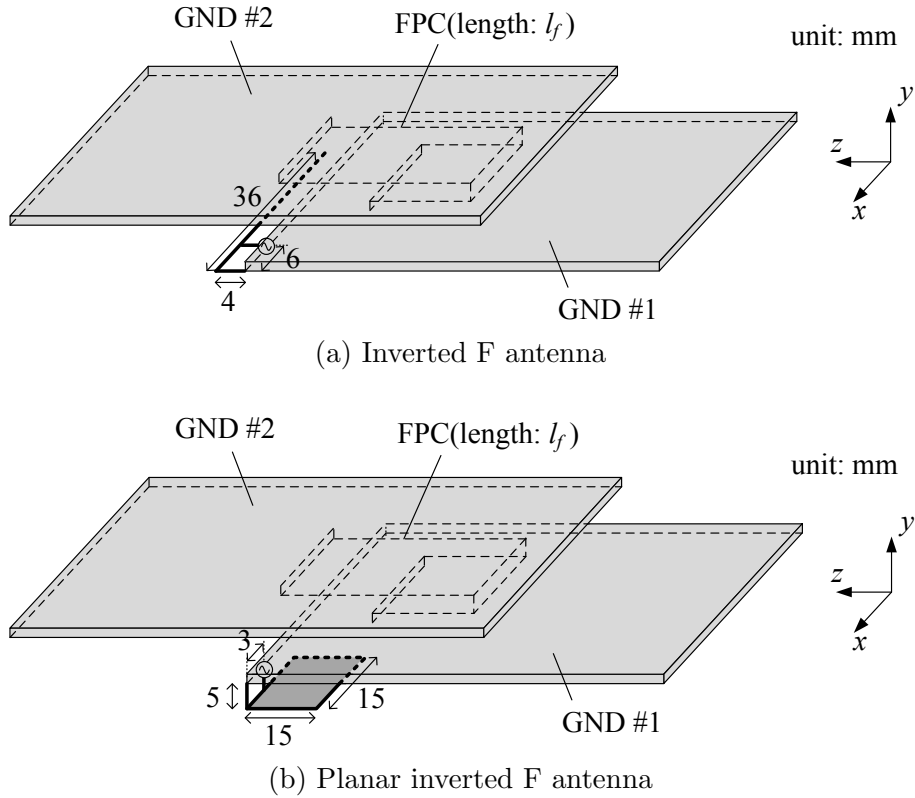 GND #2
FPC(length: l_f)
unit: mm
y
z
x
36
6
4
GND #1
(a) Inverted F antenna
GND #2
FPC(length: l_f)
unit: mm
y
z
x
3
5
15
15
GND #1
(b) Planar inverted F antenna